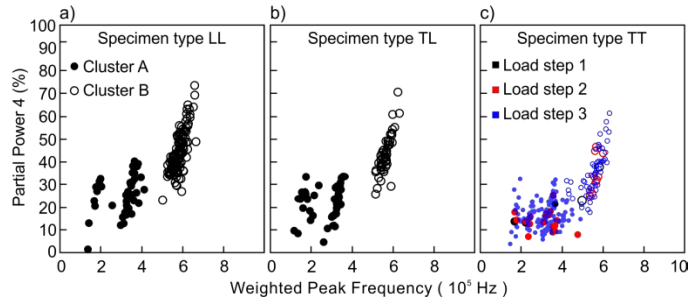 a) b) c)
Specimen type LL Specimen type TL Specimen type TT
Cluster A
Cluster B
Load step 1
Load step 2
Load step 3
Partial Power 4 (%)
100
90
80
70
60
50
40
30
20
10
0
0 2 4 6 8 0 2 4 6 8 0 2 4 6 8 10
Weighted Peak Frequency ( 10⁵ Hz )